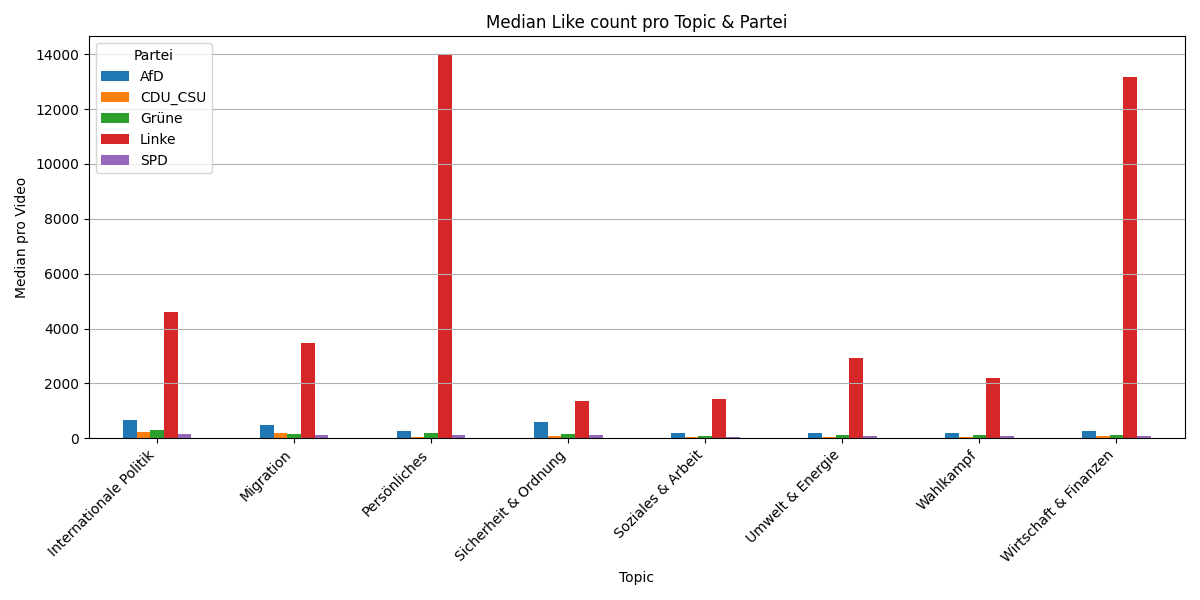 Median Like count pro Topic & Partei
Median pro Video
14000
12000
10000
8000
6000
4000
2000
0
Partei
AfD
CDU_CSU
Grüne
Linke
SPD
Internationale Politik
Migration
Persönliches
Sicherheit & Ordnung
Soziales & Arbeit
Umwelt & Energie
Wahlkampf
Wirtschaft & Finanzen
Topic